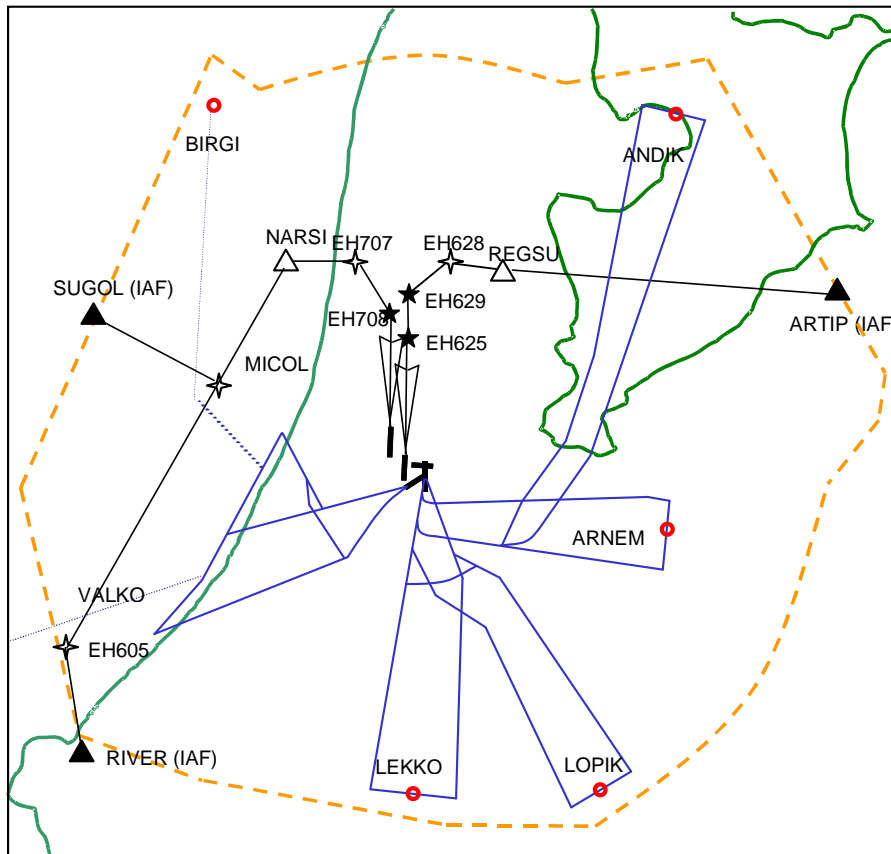 BIRGI
ANDIK
NARSI
EH707
EH628
REGSU
SUGOL (IAF)
EH629
EH708
ARTIP (IAF
EH625
MICOL
ARNEM
VALKO
EH605
RIVER (IAF)
LEKKO
LOPIK